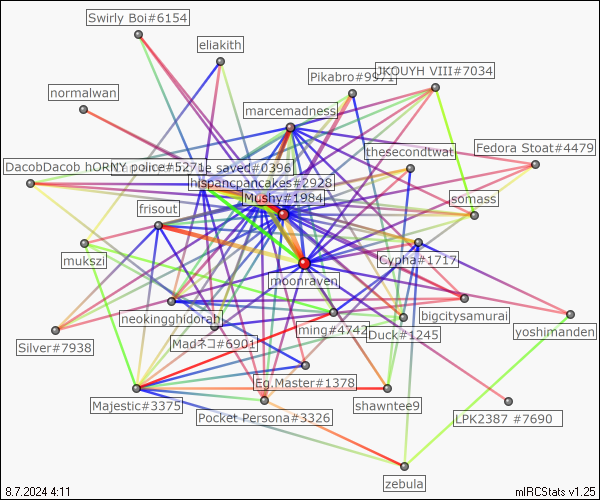 Swirly Boi#6154
eliakith
Pikabro#9971
JKOUYH VIII#7034
normalwan
marcemadness
thesecondtwat
Fedora Stoat#4479
DacobDacob hORNY police#5271e saved#0396
hispancpancakes#2928
Mushy#1984
somass
frisout
mukszi
Cypha#1717
moonraven
neokingghidorah
bigcitysamurai
yoshimanden
Silver#7938
Madネコ#6901
ming#4742
Duck#1245
Eg.Master#1378
Majestic#3375
Pocket Persona#3326
shawntee9
LPK2387 #7690
zebula
8.7.2024 4:11
mIRCStats v1.25